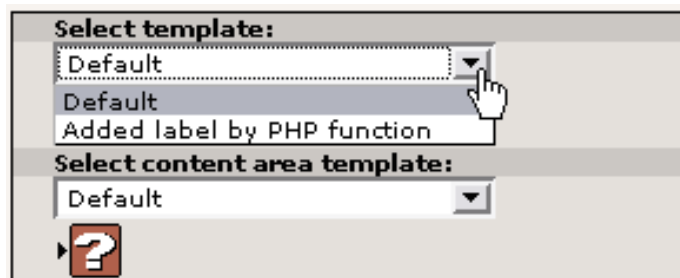 Select template:
Default
Default
Added label by PHP function
Select content area template:
Default
?